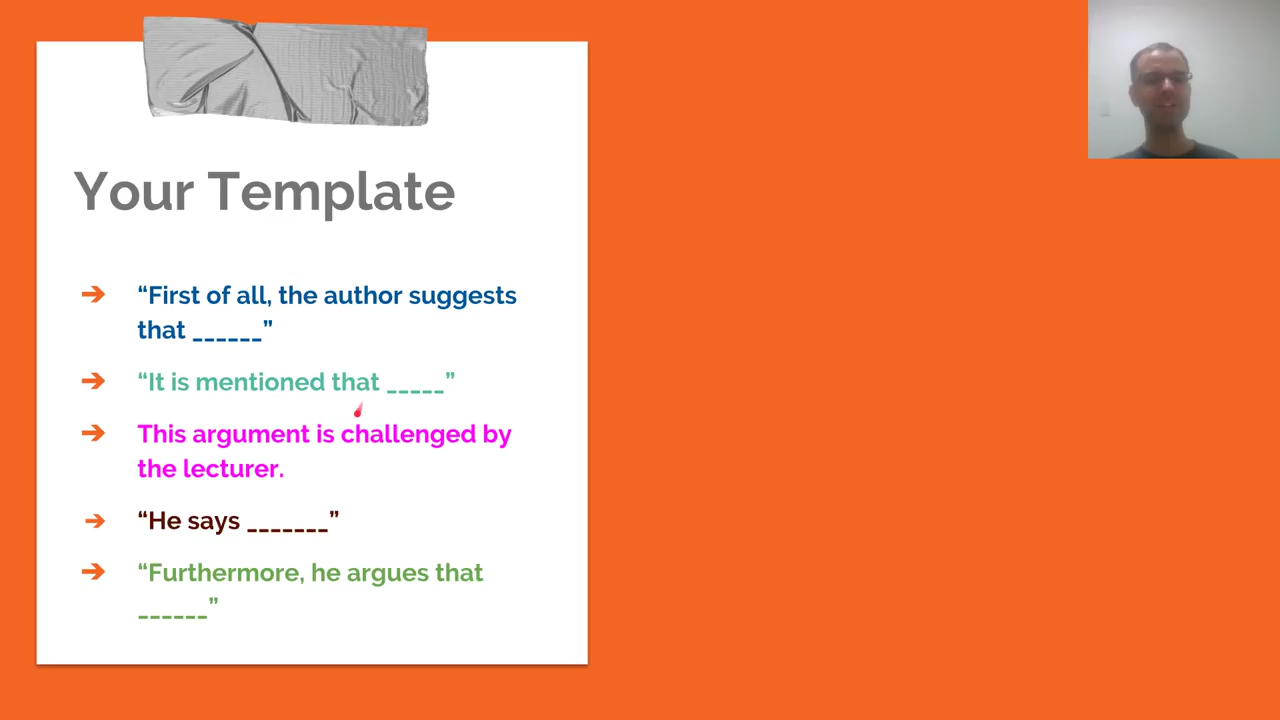 Your Template
➔ “First of all, the author suggests
that ______”
➔ “It is mentioned that _____”
➔ This argument is challenged by
the lecturer.
➔ “He says _______”
➔ “Furthermore, he argues that
______”